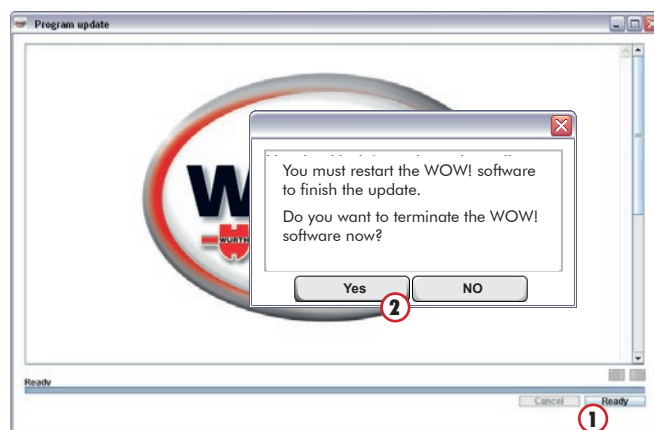 Program update
W
WURTH
You must restart the WOW! software
to finish the update.
Do you want to terminate the WOW!
software now?
Yes
NO
2
Ready
Cancel
Ready
1